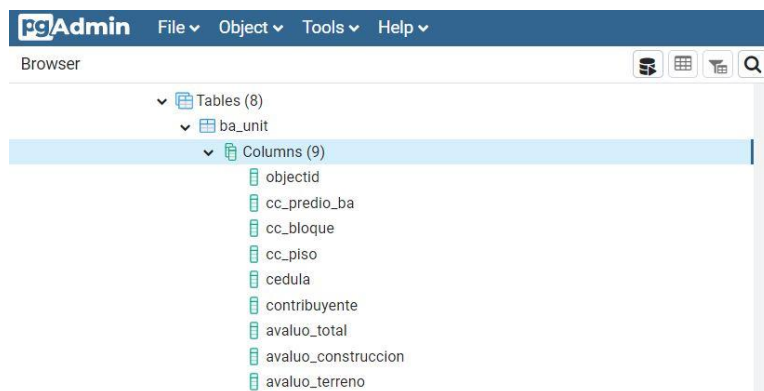 pgAdmin File Object Tools Help
Browser
Tables (8)
ba_unit
Columns (9)
objectid
cc_predio_ba
cc_bloque
cc_piso
cedula
contribuyente
avaluo_total
avaluo_construccion
avaluo_terreno